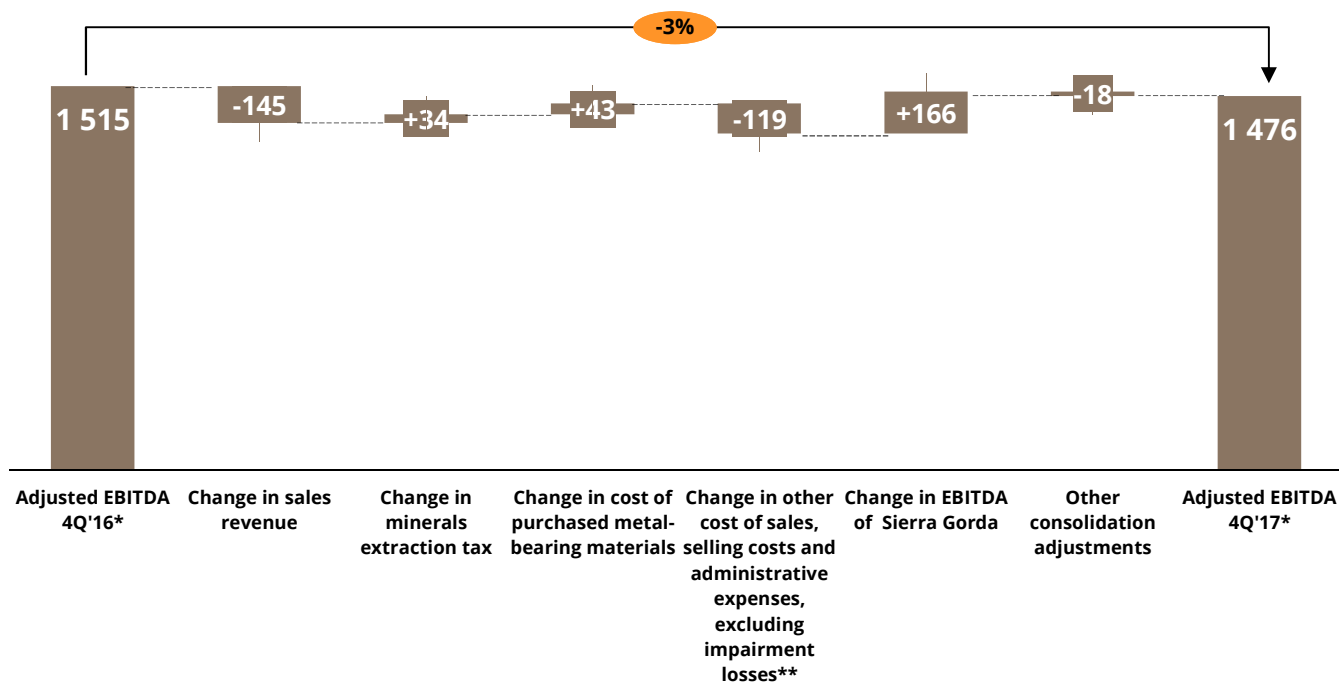 -3%
1 515
-145
+34
+43
-119
+166
-18
1 476
Adjusted EBITDA
4Q'16*
Change in sales
revenue
Change in
minerals
extraction tax
Change in cost of
purchased metal-
bearing materials
Change in other
cost of sales,
selling costs and
administrative
expenses,
excluding
impairment
losses**
Change in EBITDA
of Sierra Gorda
Other
consolidation
adjustments
Adjusted EBITDA
4Q'17*